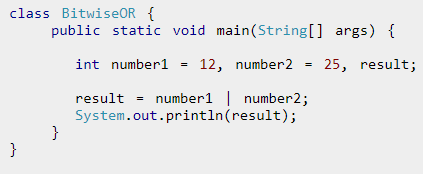 class BitwiseOR {
public static void main(String[] args) {
int number1 = 12, number2 = 25, result;
result = number1 | number2;
System.out.println(result);
}
}